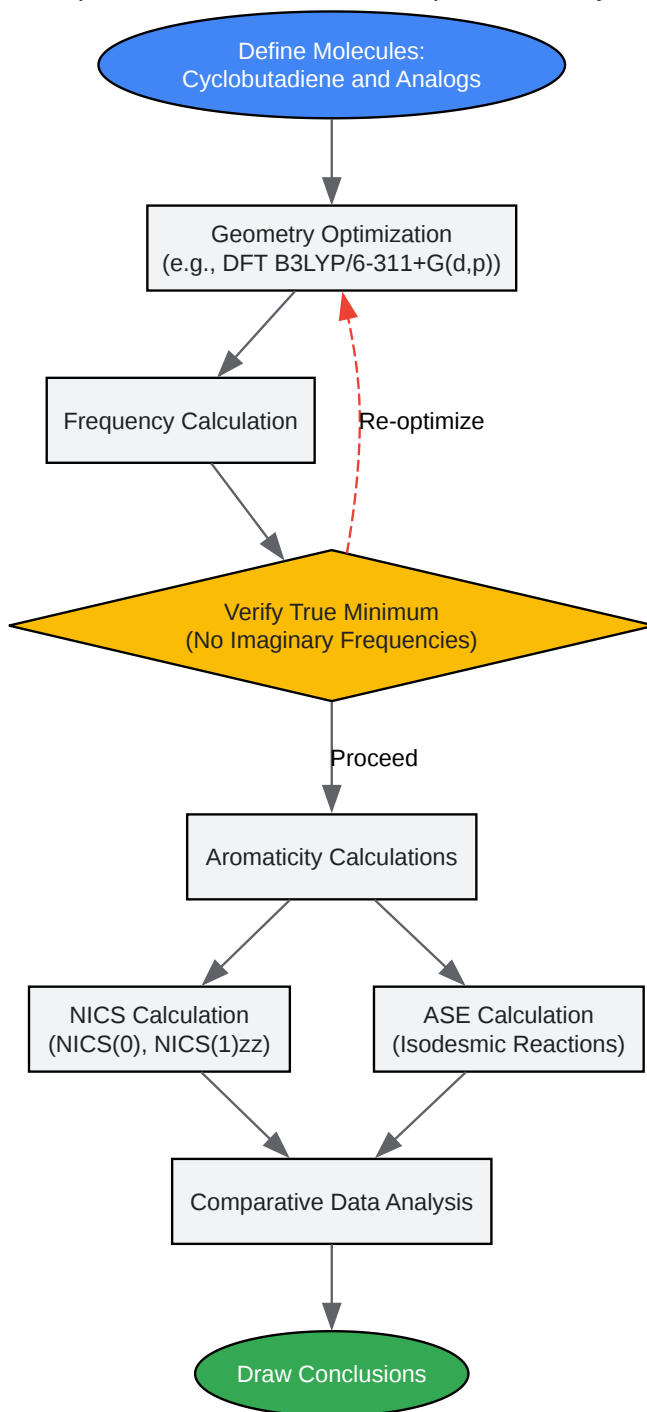 Define Molecules:
Cyclobutadiene and Analogs
Geometry Optimization
(e.g., DFT B3LYP/6-311+G(d,p))
Frequency Calculation
Re-optimize
Verify True Minimum
(No Imaginary Frequencies)
Proceed
Aromaticity Calculations
NICS Calculation
(NICS(0), NICS(1)zz)
ASE Calculation
(Isodesmic Reactions)
Comparative Data Analysis
Draw Conclusions